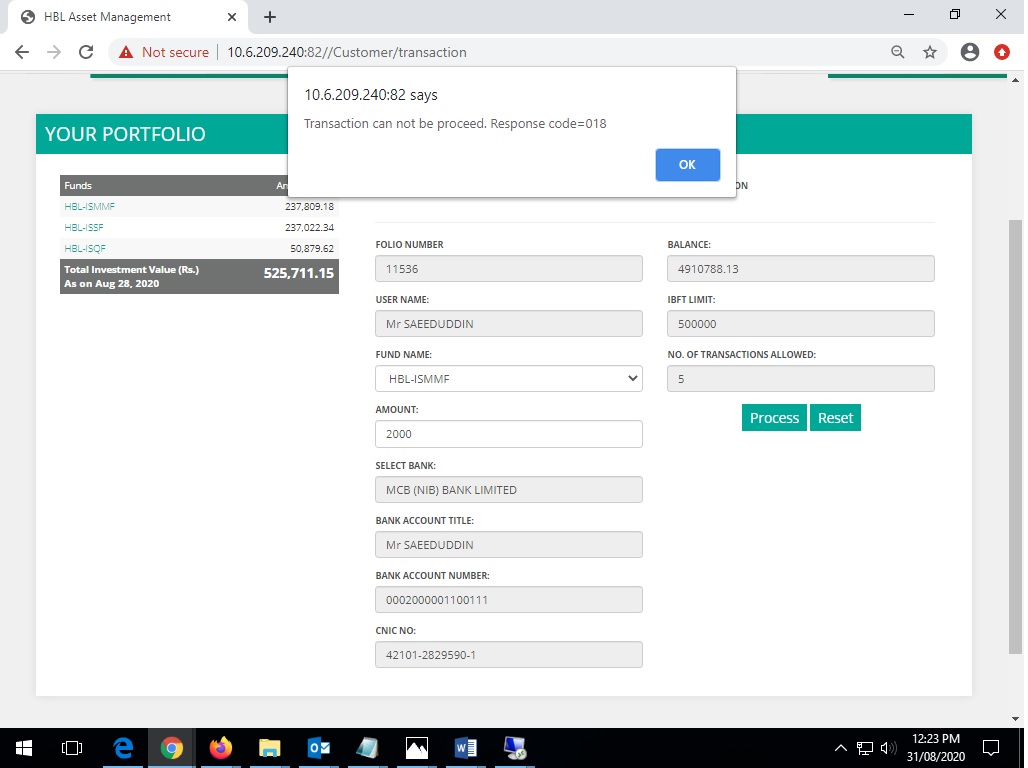 HBL Asset Management
Not secure
10.6.209.240:82//Customer/transaction
10.6.209.240:82 says
Transaction can not be proceed. Response code=018
OK
YOUR PORTFOLIO
Funds
HBL-ISMMF 237,809.18
HBL-ISSF 237,022.34
HBL-ISQF 50,879.62
Total Investment Value (Rs.) 525,711.15
As on Aug 28, 2020
FOLIO NUMBER
11536
BALANCE:
4910788.13
USER NAME:
Mr SAEEDUDDIN
IBFT LIMIT:
500000
FUND NAME:
HBL-ISMMF
NO. OF TRANSACTIONS ALLOWED:
5
AMOUNT:
2000
Process Reset
SELECT BANK:
MCB (NIB) BANK LIMITED
BANK ACCOUNT TITLE:
Mr SAEEDUDDIN
BANK ACCOUNT NUMBER:
0002000001100111
CNIC NO:
42101-2829590-1
12:23 PM
31/08/2020